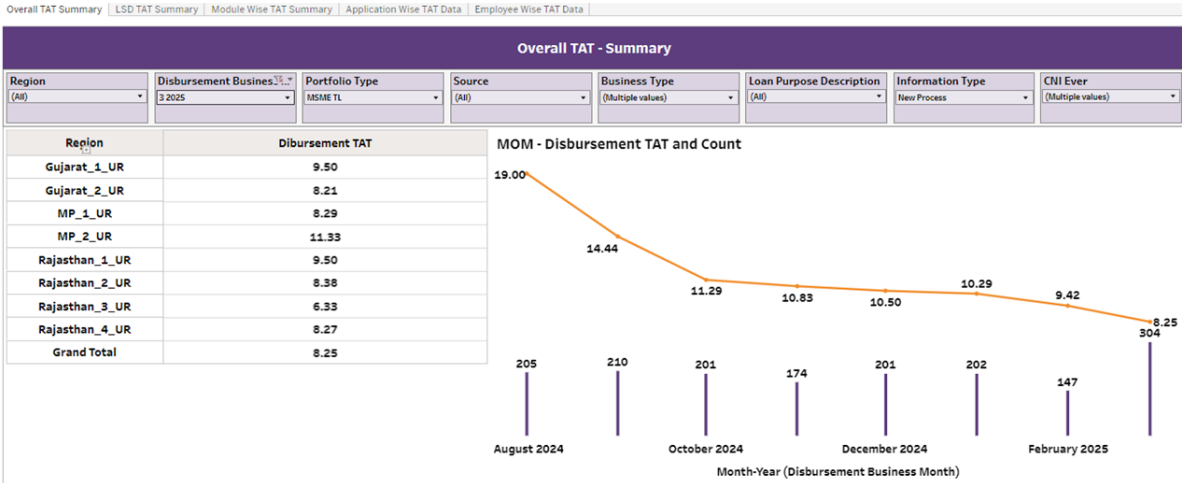 Overall TAT Summary LSD TAT Summary Module Wise TAT Summary Application Wise TAT Data Employee Wise TAT Data
Overall TAT - Summary
Region Disbursement Busines.. Portfolio Type Source Business Type Loan Purpose Description Information Type CNI Ever
(All) 3 2025 MSME TL (All) (Multiple values) (All) New Process (Multiple values)
Region Dibursement TAT
Gujarat_1_UR 9.50
Gujarat_2_UR 8.21
MP_1_UR 8.29
MP_2_UR 11.33
Rajasthan_1_UR 9.50
Rajasthan_2_UR 8.38
Rajasthan_3_UR 6.33
Rajasthan_4_UR 8.27
Grand Total 8.25
MOM - Disbursement TAT and Count
19.00
14.44
11.29
10.83
10.50
10.29
9.42
8.25
304
205 210 201 174 201 202 147
August 2024 October 2024 December 2024 February 2025
Month-Year (Disbursement Business Month)